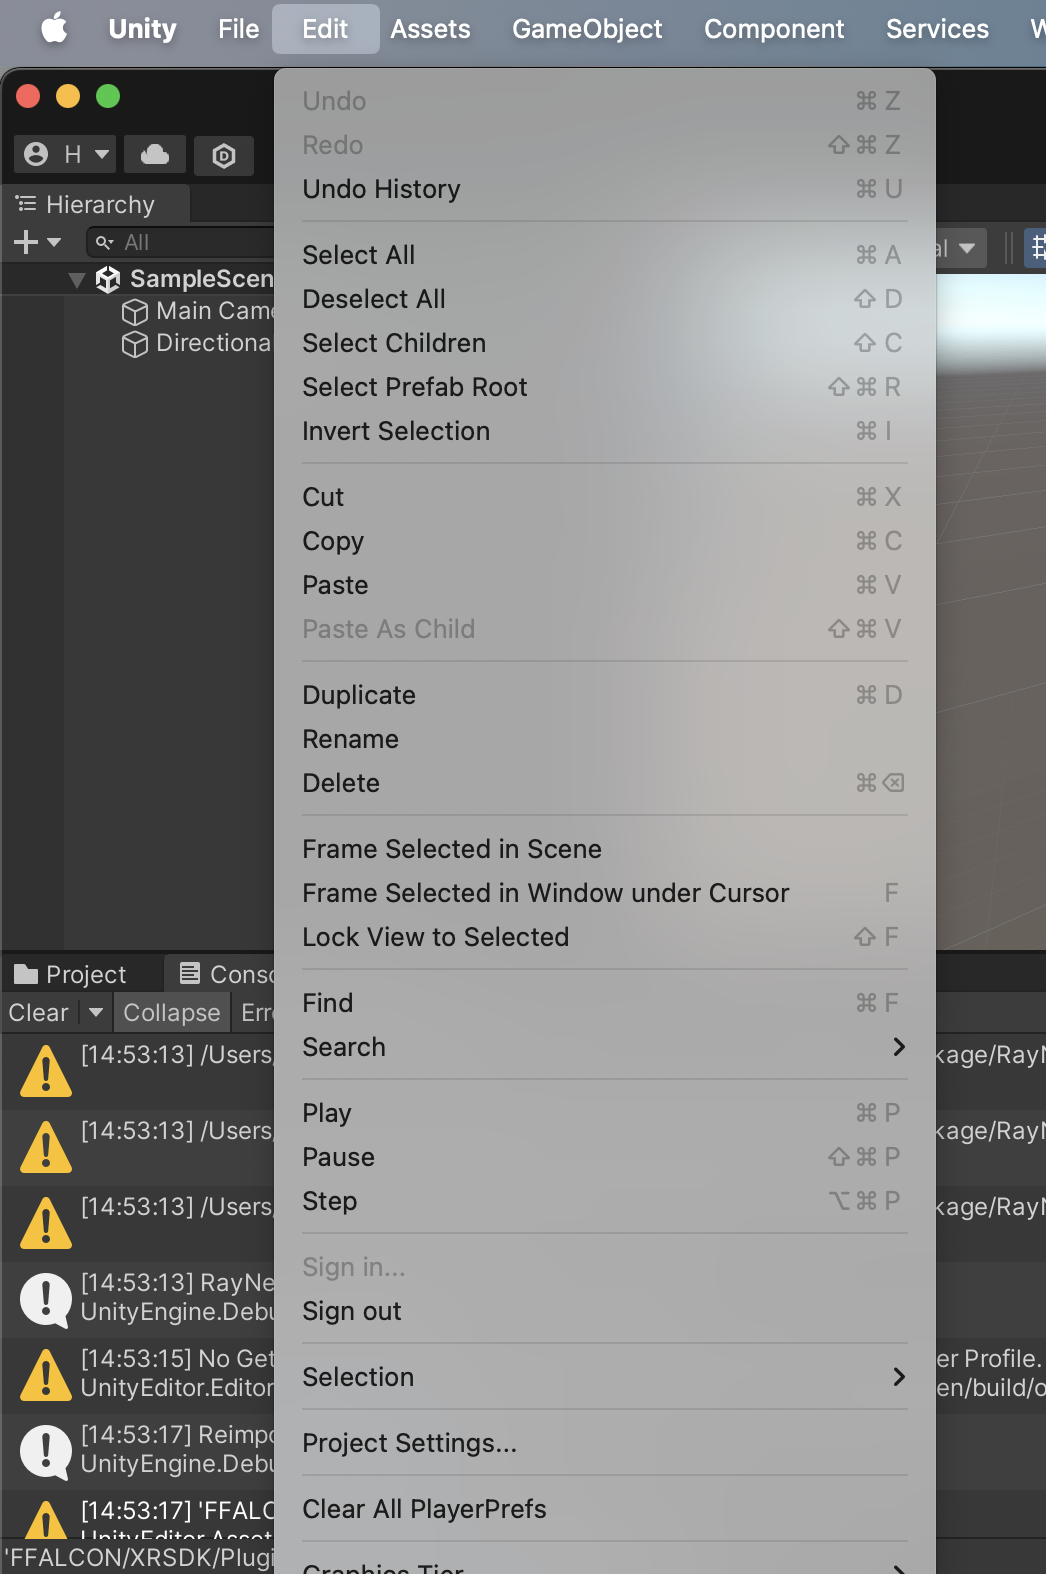 Unity File Edit Assets GameObject Component Services
H
Hierarchy
All
SampleScen
Main Came
Directiona
Undo ⌘ Z
Redo ⇧ ⌘ Z
Undo History ⌘ U
Select All ⌘ A
Deselect All ⇧ D
Select Children ⇧ C
Select Prefab Root ⇧ ⌘ R
Invert Selection ⌘ I
Cut ⌘ X
Copy ⌘ C
Paste ⌘ V
Paste As Child ⇧ ⌘ V
Duplicate ⌘ D
Rename
Delete ⌘ ⌫
Frame Selected in Scene
Frame Selected in Window under Cursor F
Lock View to Selected ⇧ F
Find ⌘ F
Search
Play ⌘ P
Pause ⇧ ⌘ P
Step ⌥ ⌘ P
Sign in...
Sign out
Selection
Project Settings...
Clear All PlayerPrefs
Graphics Tier
al
Project Conso
Clear Collapse Err
[14:53:13] /Users/ kage/RayN
[14:53:13] /Users/ kage/RayN
[14:53:13] /Users/ kage/RayN
[14:53:13] RayNe
UnityEngine.Debu
[14:53:15] No Get er Profile.
UnityEditor.Editor en/build/o
[14:53:17] Reimpo
UnityEngine.Debu
[14:53:17] 'FFALC
UnityEditor.Asset
'FFALCON/XRSDK/Plugi